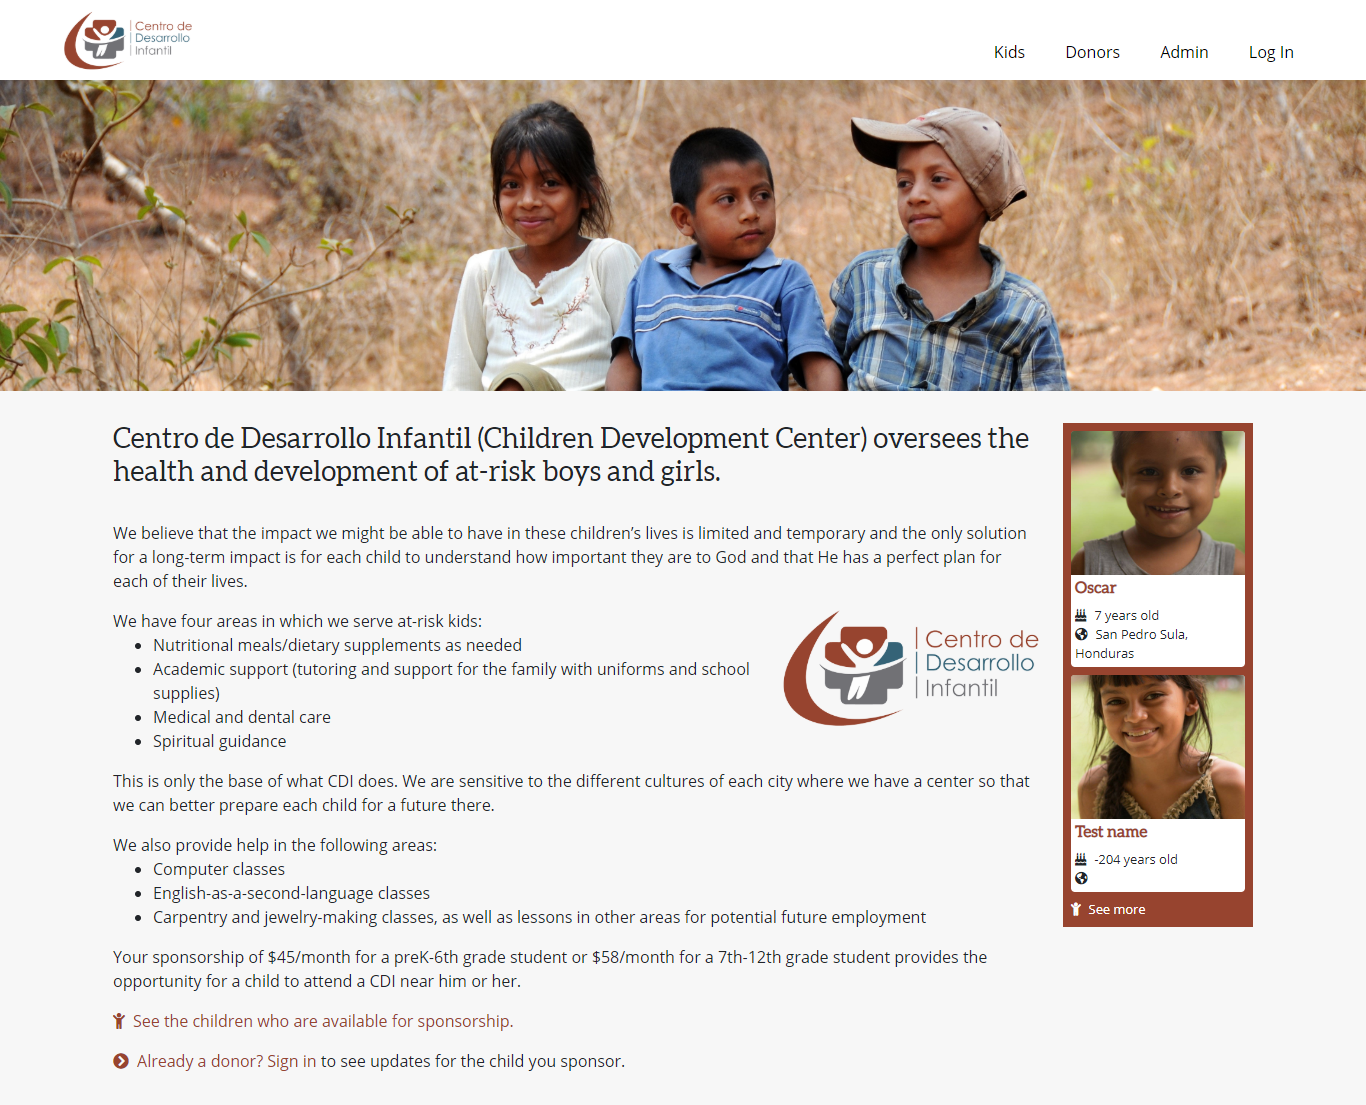 Centro de
Desarrollo
Infantil
Kids
Donors
Admin
Log In
Centro de Desarrollo Infantil (Children Development Center) oversees the
health and development of at-risk boys and girls.
We believe that the impact we might be able to have in these children’s lives is limited and temporary and the only solution
for a long-term impact is for each child to understand how important they are to God and that He has a perfect plan for
each of their lives.
We have four areas in which we serve at-risk kids:
Nutritional meals/dietary supplements as needed
Academic support (tutoring and support for the family with uniforms and school
supplies)
Medical and dental care
Spiritual guidance
Centro de
Desarrollo
Infantil
This is only the base of what CDI does. We are sensitive to the different cultures of each city where we have a center so that
we can better prepare each child for a future there.
We also provide help in the following areas:
Computer classes
English-as-a-second-language classes
Carpentry and jewelry-making classes, as well as lessons in other areas for potential future employment
Your sponsorship of $45/month for a preK-6th grade student or $58/month for a 7th-12th grade student provides the
opportunity for a child to attend a CDI near him or her.
See the children who are available for sponsorship.
Already a donor? Sign in to see updates for the child you sponsor.
Oscar
7 years old
San Pedro Sula,
Honduras
Test name
-204 years old
See more